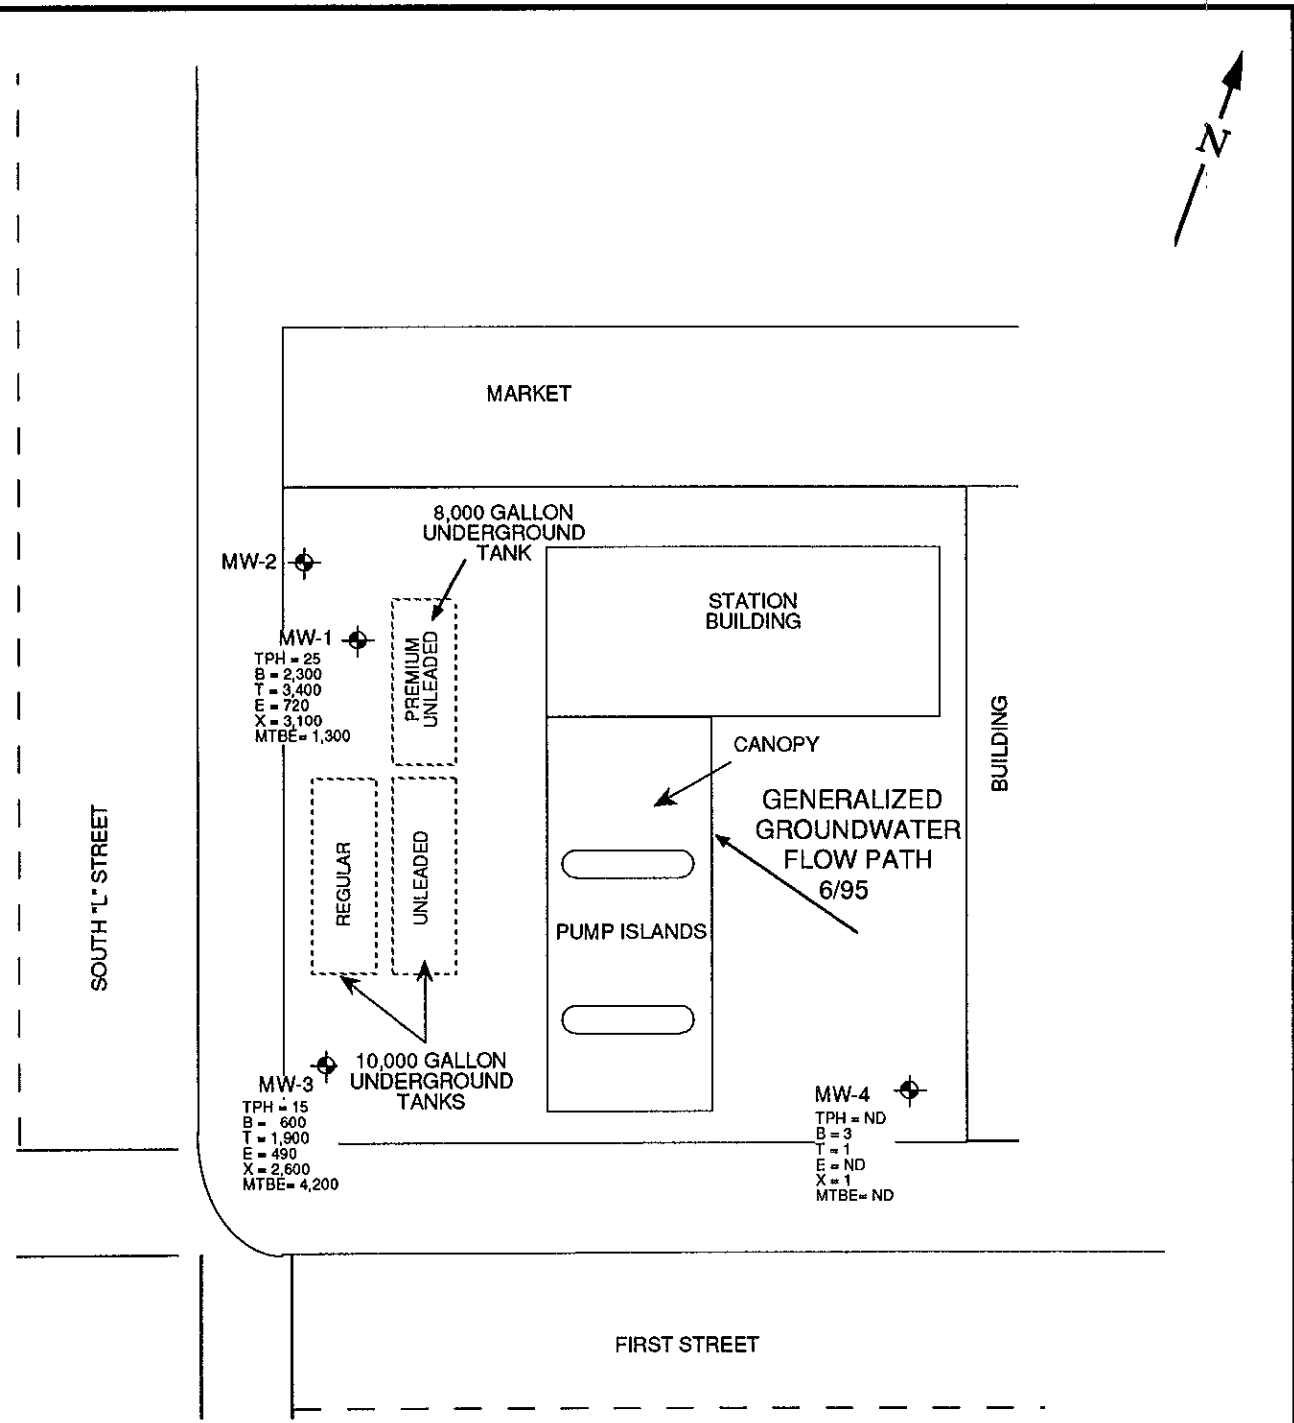 N
MARKET
8,000 GALLON
UNDERGROUND
TANK
MW-2
STATION
BUILDING
MW-1
TPH = 25
B = 2,300
T = 3,400
E = 720
X = 3,100
MTBE= 1,300
PREMIUM
UNLEADED
BUILDING
CANOPY
GENERALIZED
GROUNDWATER
FLOW PATH
6/95
SOUTH "L" STREET
REGULAR
UNLEADED
PUMP ISLANDS
10,000 GALLON
UNDERGROUND
TANKS
MW-3
TPH = 15
B = 600
T = 1,900
E = 490
X = 2,600
MTBE= 4,200
MW-4
TPH = ND
B = 3
T = 1
E = ND
X = 1
MTBE= ND
FIRST STREET